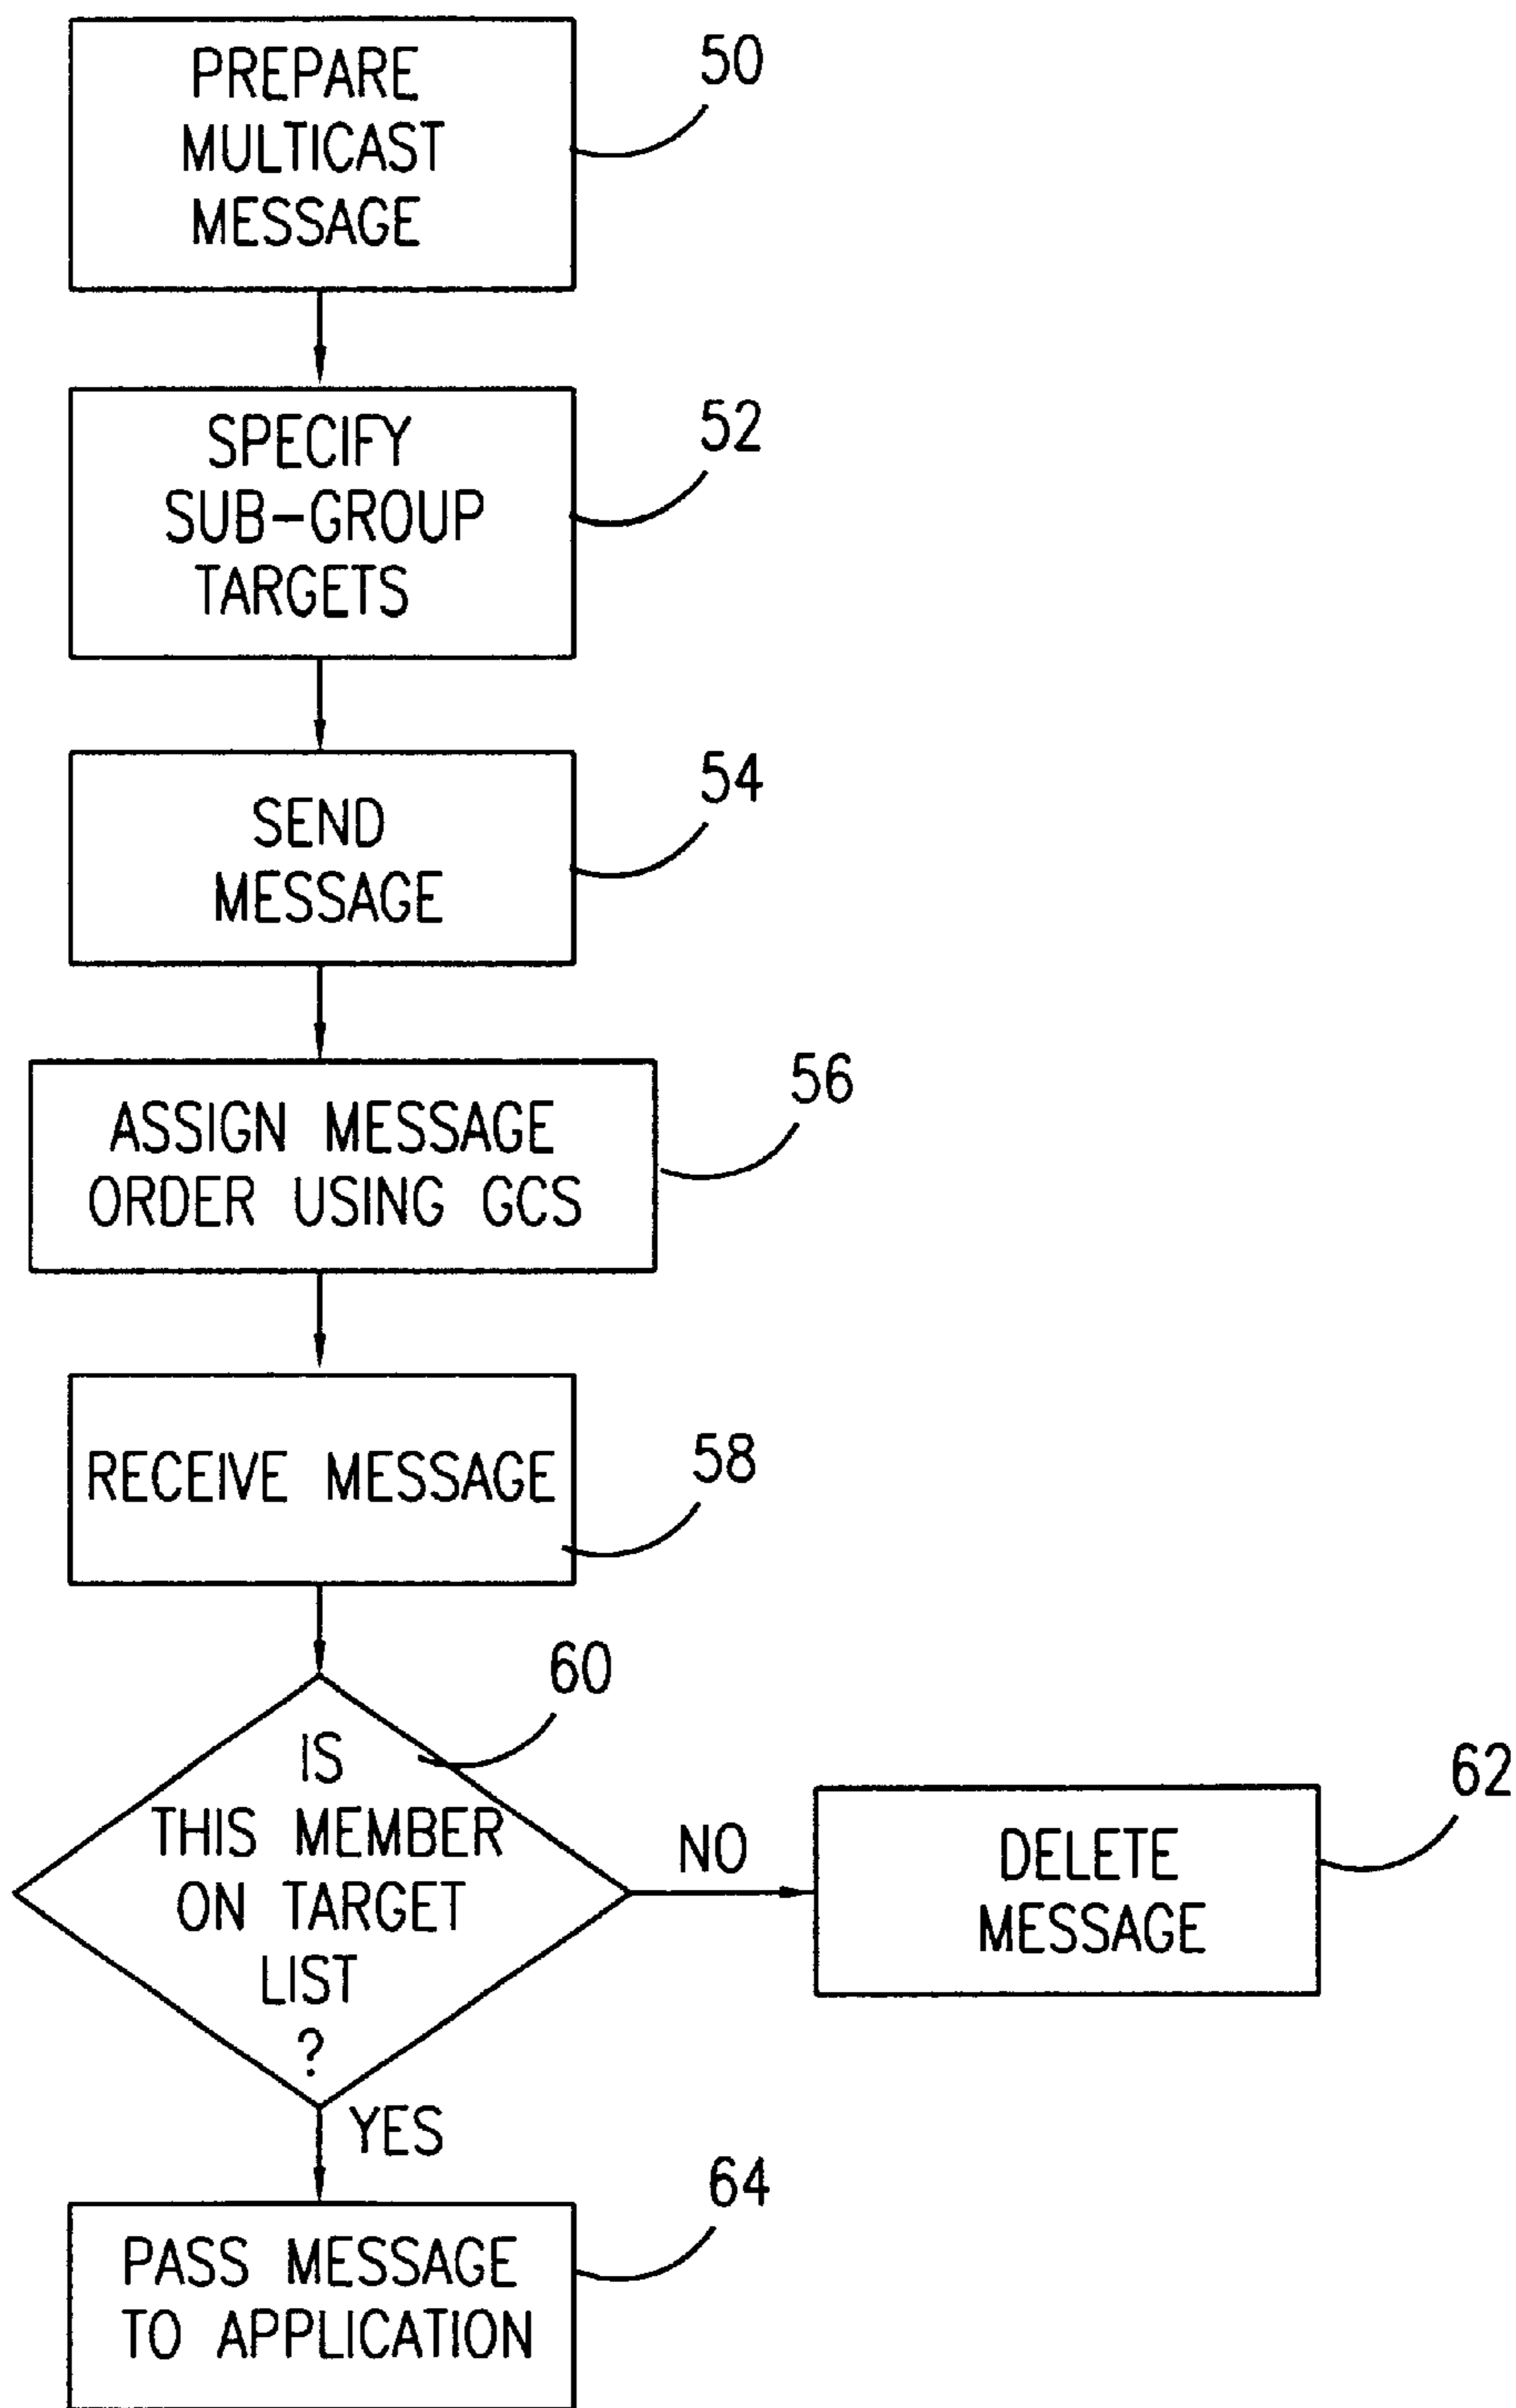 PREPARE
MULTICAST
MESSAGE
50
SPECIFY
SUB-GROUP
TARGETS
52
SEND
MESSAGE
54
ASSIGN MESSAGE
ORDER USING GCS
56
RECEIVE MESSAGE
58
IS
THIS MEMBER
ON TARGET
LIST
?
60
NO
DELETE
MESSAGE
62
YES
PASS MESSAGE
TO APPLICATION
64